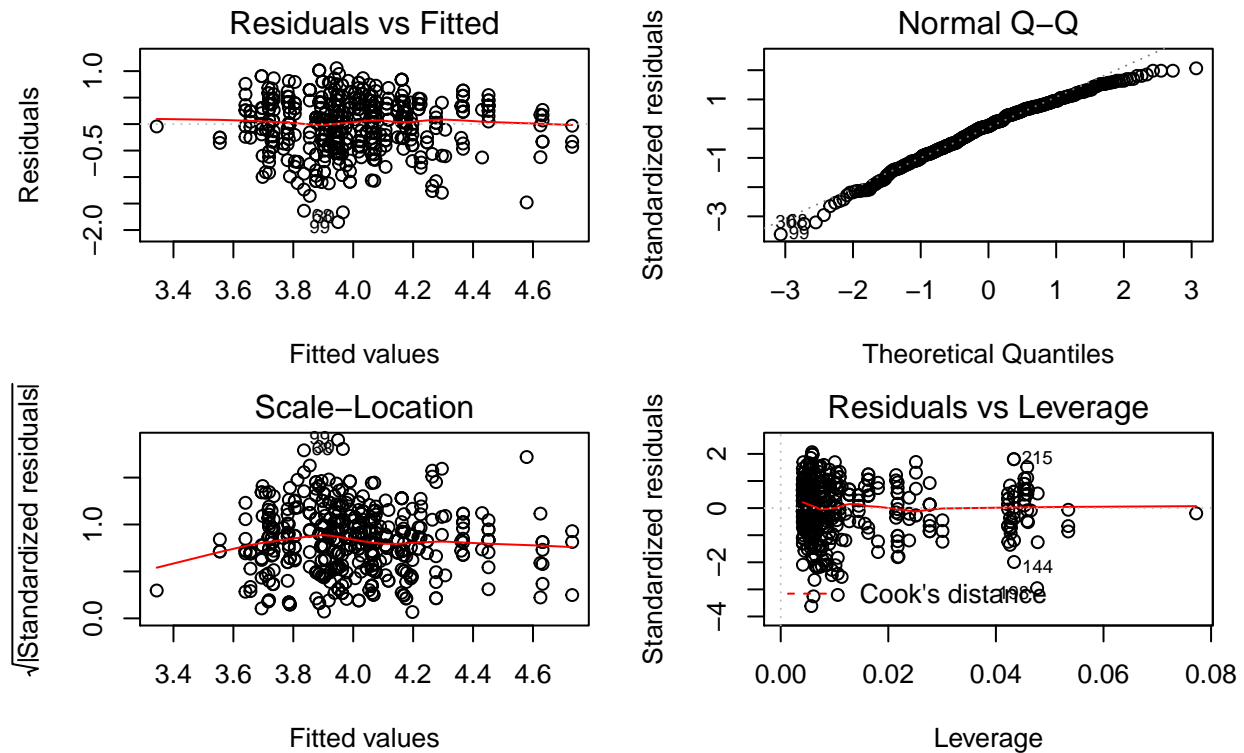 Residuals vs Fitted
Residuals
1.0
−0.5
−2.0
99
3.4 3.6 3.8 4.0 4.2 4.4 4.6
Fitted values
Normal Q−Q
Standardized residuals
1
−1
−3
99
−3 −2 −1 0 1 2 3
Theoretical Quantiles
Scale−Location
√|Standardized residuals|
1.0
0.0
99
3.4 3.6 3.8 4.0 4.2 4.4 4.6
Fitted values
Residuals vs Leverage
Standardized residuals
2
0
−2
−4
215
144
Cook's distance
0.00 0.02 0.04 0.06 0.08
Leverage